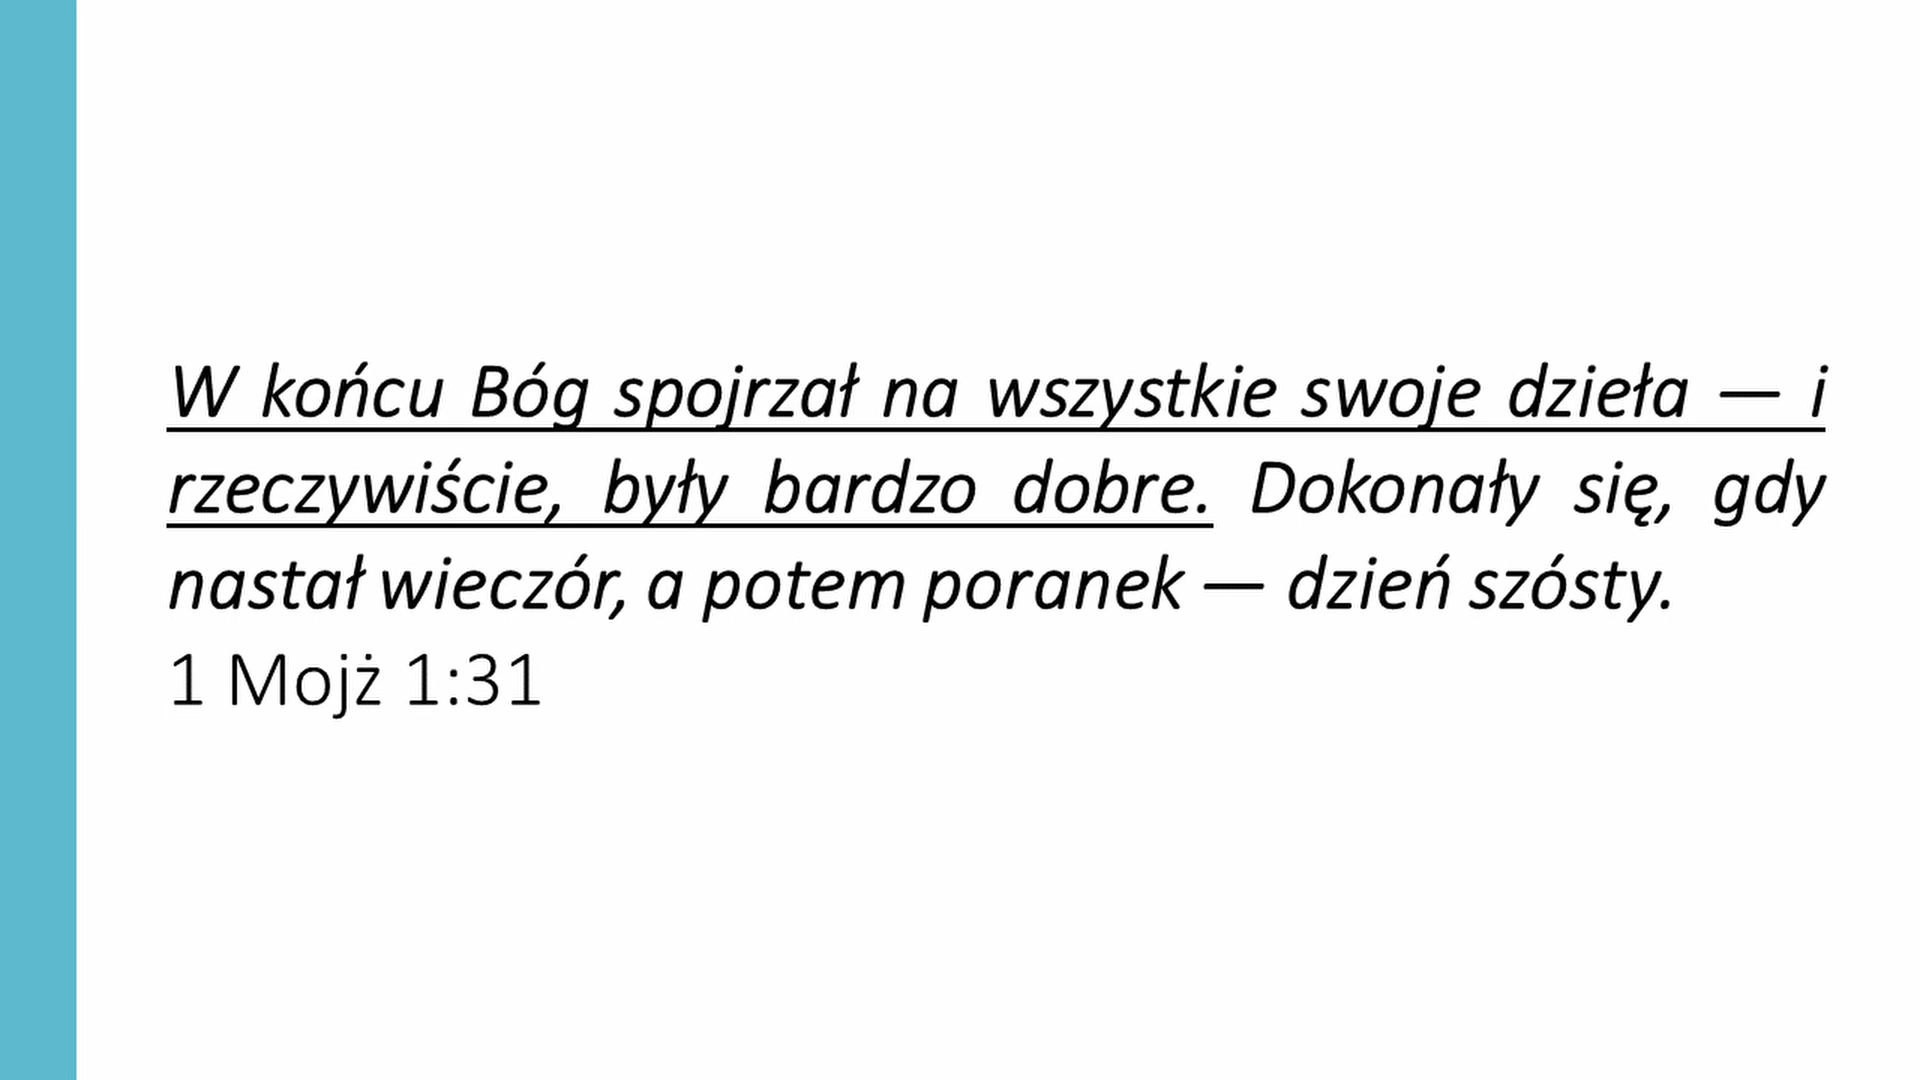 W końcu Bóg spojrzał na wszystkie swoje dzieła — i
rzeczywiście, były bardzo dobre. Dokonały się, gdy
nastał wieczór, a potem poranek — dzień szósty.
1 Mojż 1:31